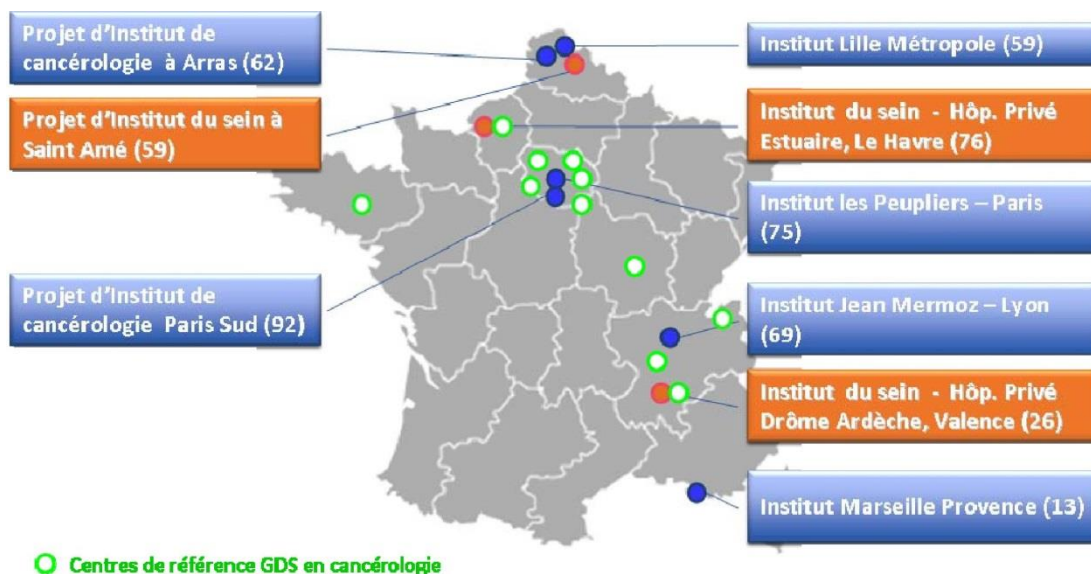 Projet d'Institut de
cancérologie à Arras (62)
Projet d'Institut du sein à
Saint Amé (59)
Projet d'Institut de
cancérologie Paris Sud (92)
Institut Lille Métropole (59)
Institut du sein - Hôp. Privé
Estuaire, Le Havre (76)
Institut les Peupliers – Paris
(75)
Institut Jean Mermoz – Lyon
(69)
Institut du sein - Hôp. Privé
Drôme Ardèche, Valence (26)
Institut Marseille Provence (13)
Centres de référence GDS en cancérologie